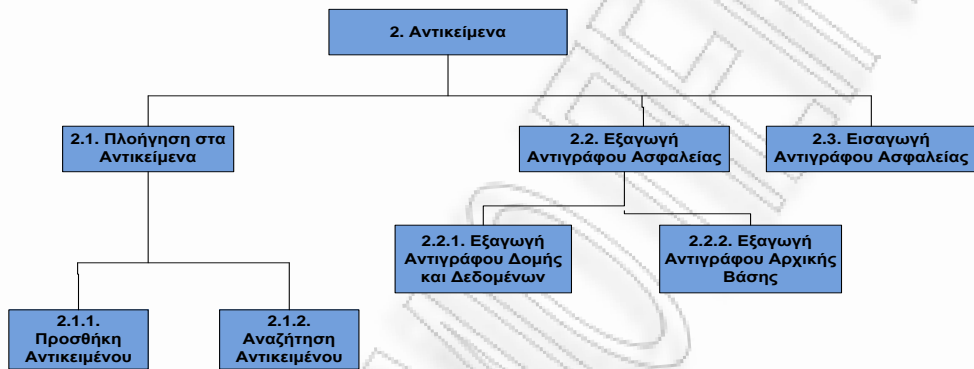 2. Αντικείμενα
2.1. Πλοήγηση στα
Αντικείμενα
2.2. Εξαγωγή
Αντιγράφου Ασφαλείας
2.3. Εισαγωγή
Αντιγράφου Ασφαλείας
2.2.1. Εξαγωγή
Αντιγράφου Δομής
και Δεδομένων
2.2.2. Εξαγωγή
Αντιγράφου Αρχικής
Βάσης
2.1.1.
Προσθήκη
Αντικειμένου
2.1.2.
Αναζήτηση
Αντικειμένου